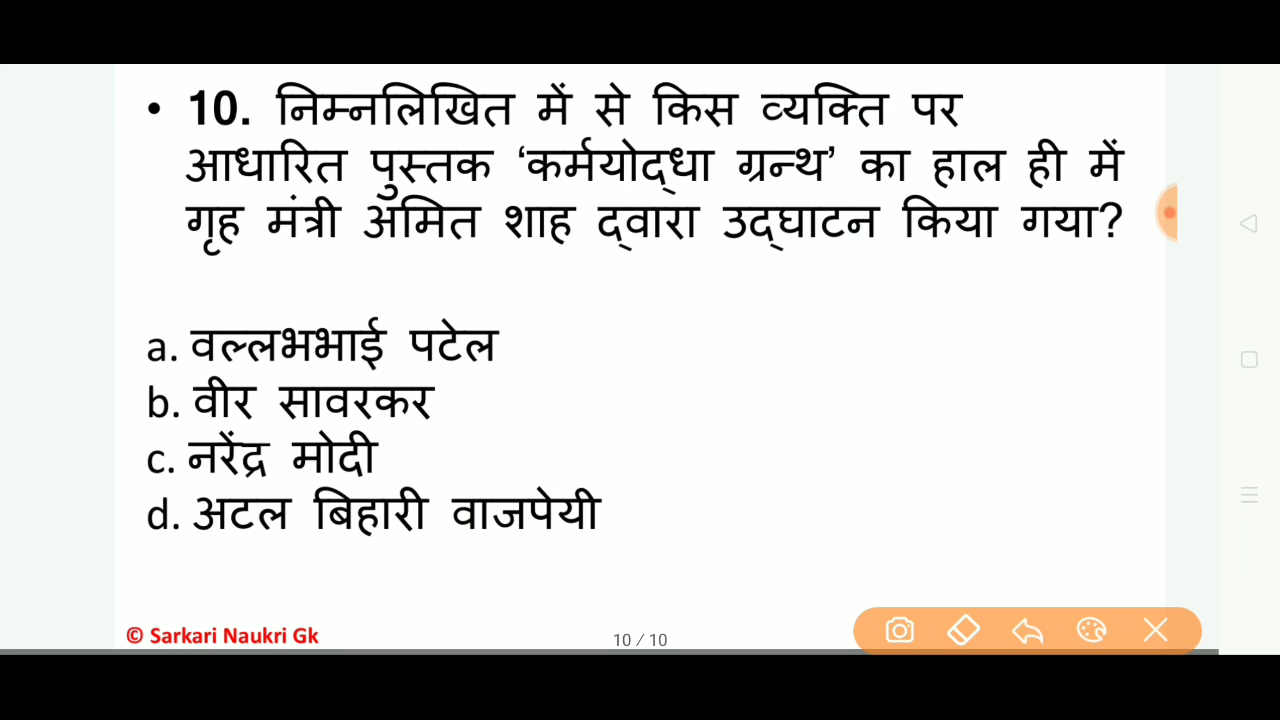 • 10. निम्नलिखित में से किस व्यक्ति पर
आधारित पुस्तक ‘कर्मयोद्धा ग्रन्थ’ का हाल ही में
गृह मंत्री अमित शाह द्वारा उद्घाटन किया गया?
a. वल्लभभाई पटेल
b. वीर सावरकर
c. नरेंद्र मोदी
d. अटल बिहारी वाजपेयी
© Sarkari Naukri Gk
10 / 10